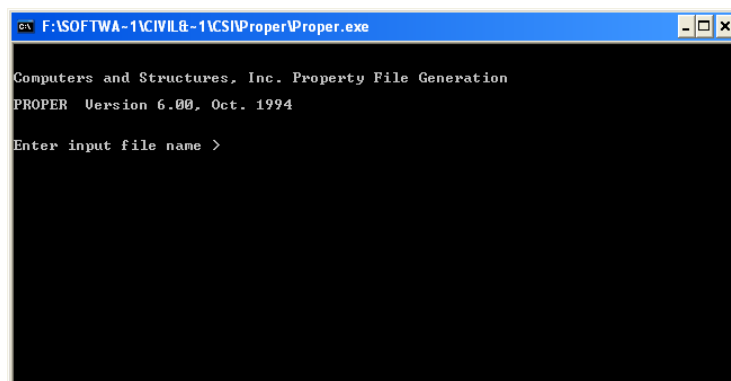 F:\SOFTWA~1\CIVIL&~1\CSI\Proper\Proper.exe
Computers and Structures, Inc. Property File Generation
PROPER Version 6.00, Oct. 1994
Enter input file name >